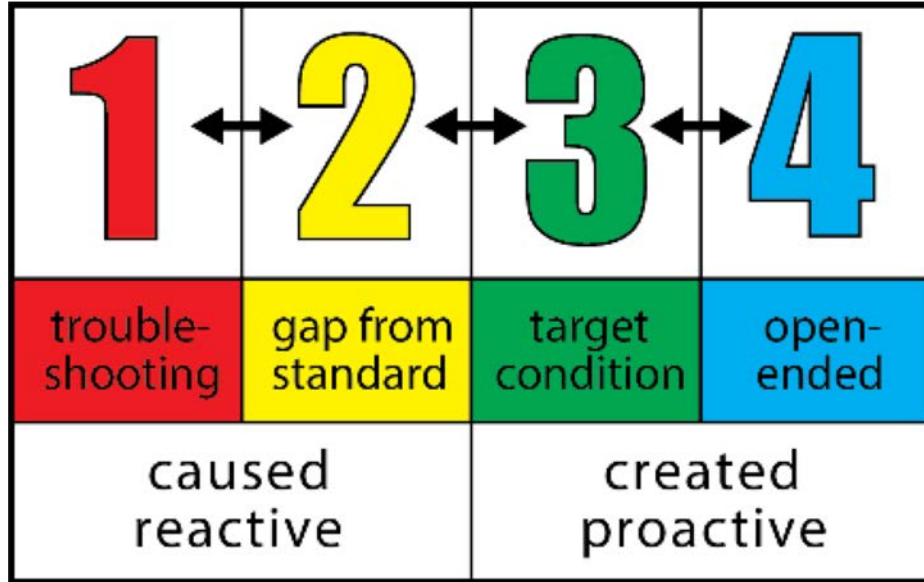 1 2 3 4
trouble-
shooting
gap from
standard
target
condition
open-
ended
caused
reactive
created
proactive